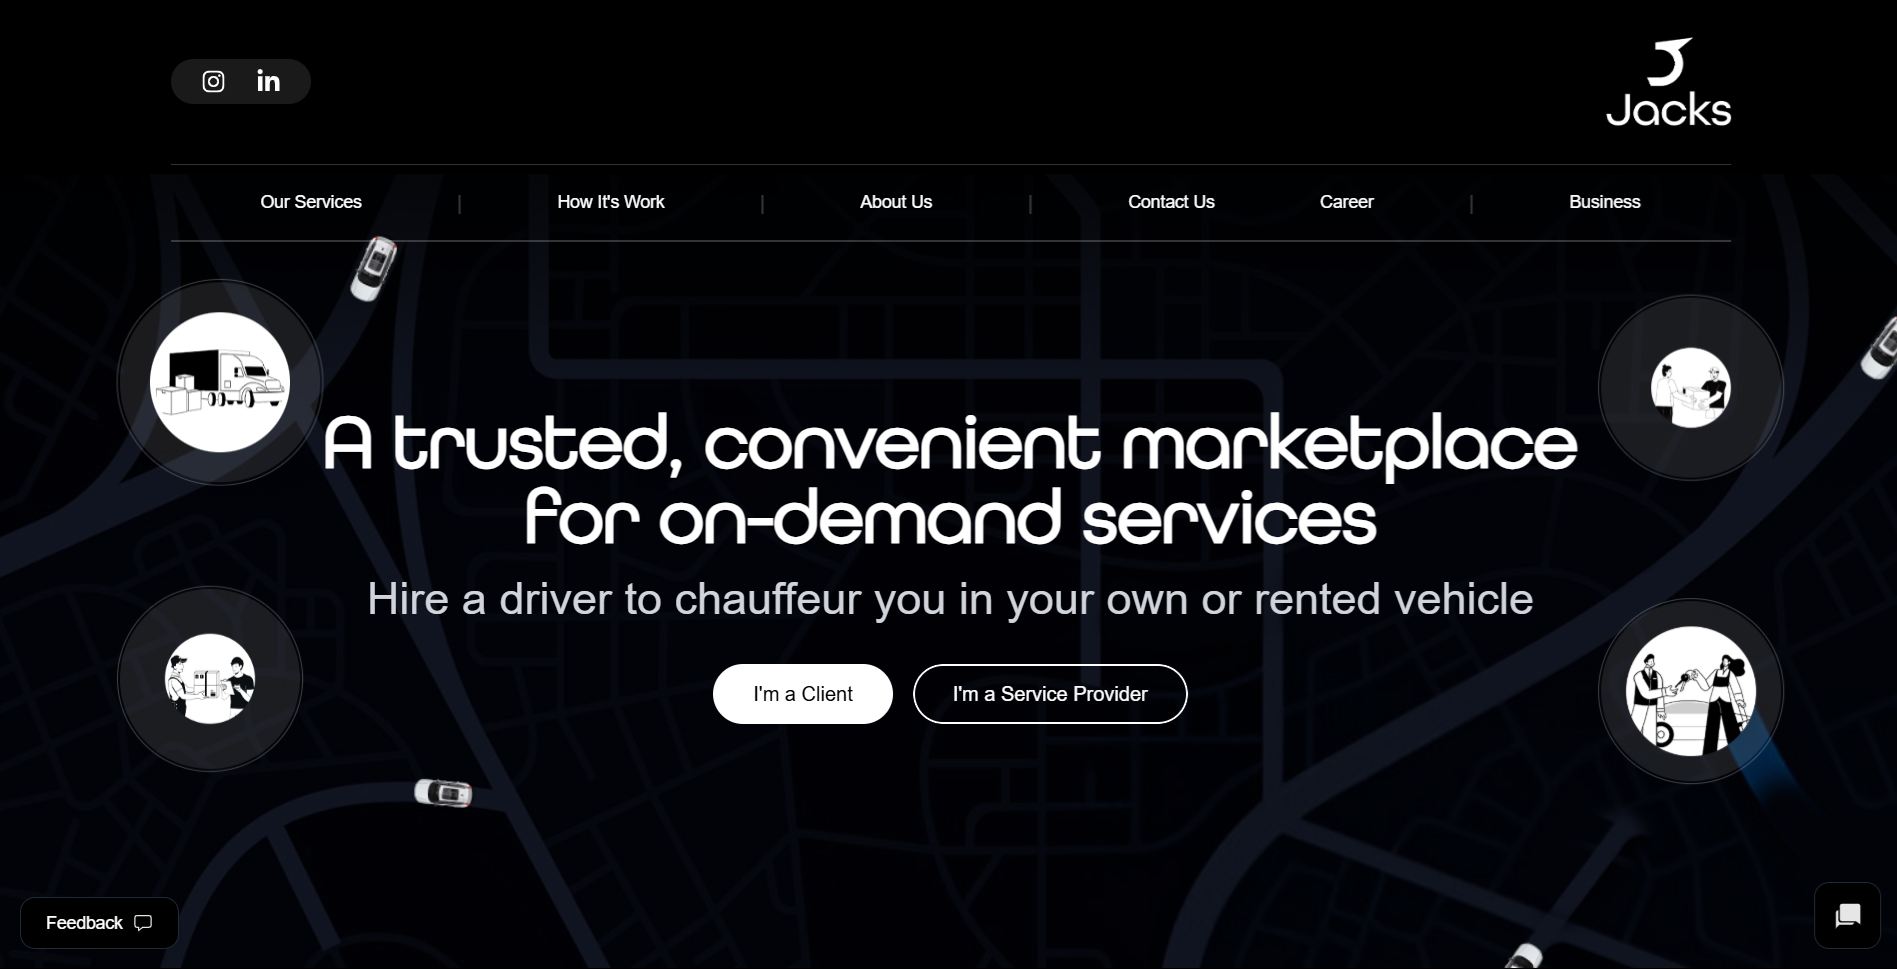 in
Jacks
Our Services | How It's Work | About Us | Contact Us Career | Business
A trusted, convenient marketplace
for on-demand services
Hire a driver to chauffeur you in your own or rented vehicle
I'm a Client I'm a Service Provider
Feedback